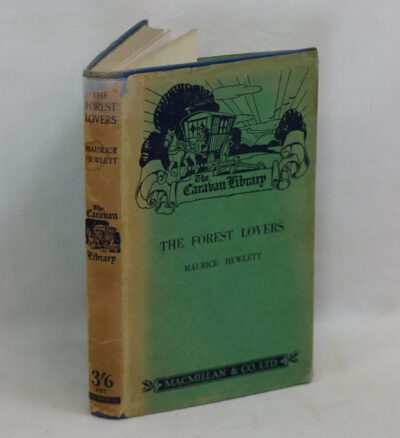 THE
FOREST
LOVERS
MAURICE
HEWLETT
The
Caravan
Library
3/6
NET
The
Caravan Library
THE FOREST LOVERS
MAURICE HEWLETT
MACMILLAN & CO. LTD.